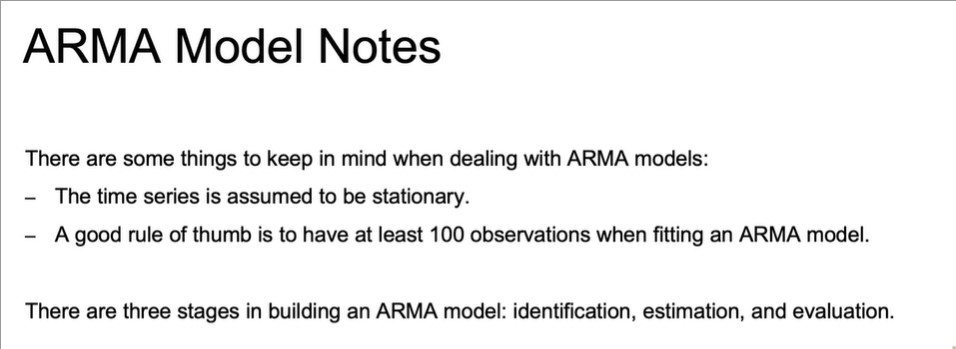 ARMA Model Notes
There are some things to keep in mind when dealing with ARMA models:
– The time series is assumed to be stationary.
– A good rule of thumb is to have at least 100 observations when fitting an ARMA model.
There are three stages in building an ARMA model: identification, estimation, and evaluation.